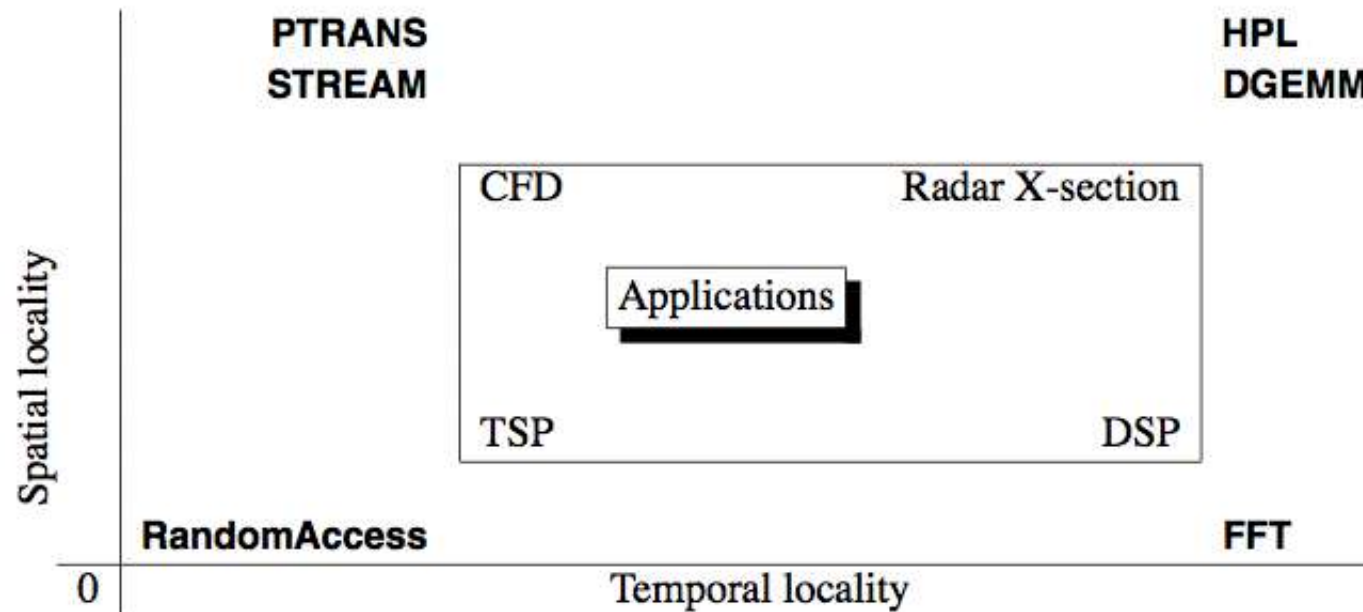 PTRANS
STREAM
HPL
DGEMM
CFD
Radar X-section
Applications
TSP
DSP
Spatial locality
RandomAccess
FFT
0
Temporal locality